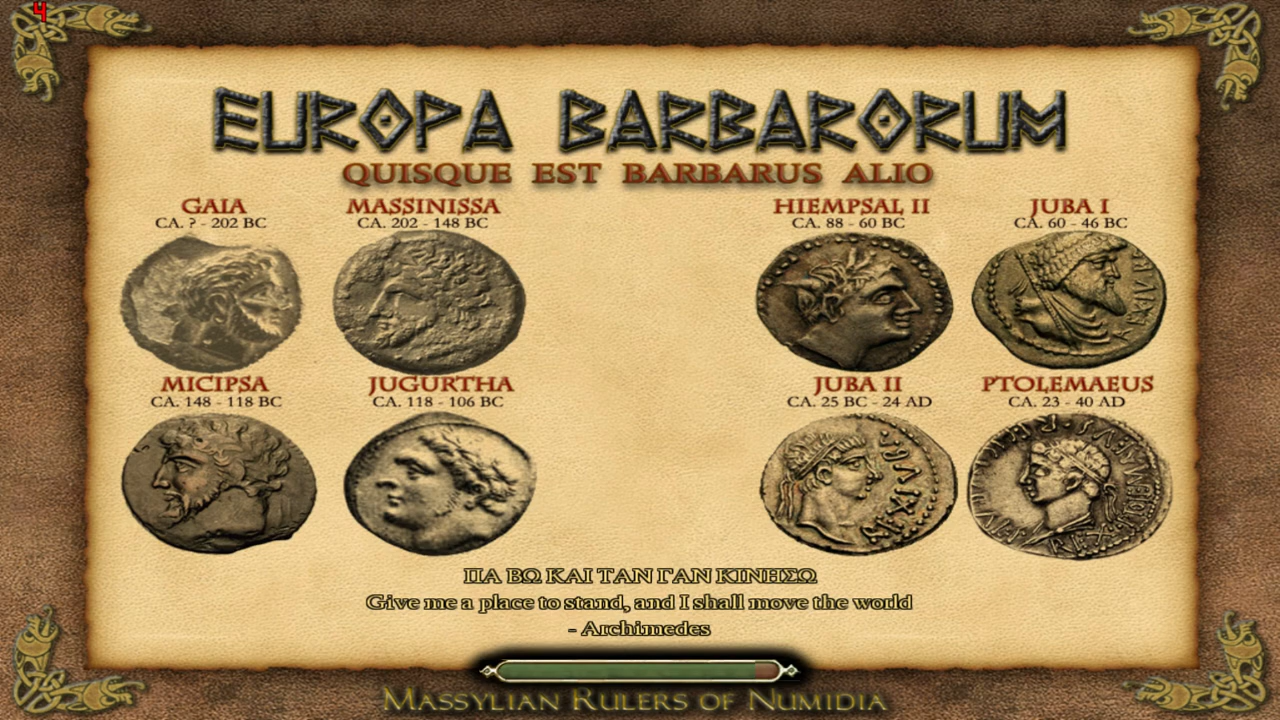 4
EUROPA BARBARORUM
QUISQUE EST BARBARUS ALIO
GAIA
CA. ? - 202 BC
MASSINISSA
CA. 202 - 148 BC
HIEMPSAL II
CA. 88 - 60 BC
JUBA I
CA. 60 - 46 BC
MICIPSA
CA. 148 - 118 BC
JUGURTHA
CA. 118 - 106 BC
JUBA II
CA. 25 BC - 24 AD
PTOLEMAEUS
CA. 23 - 40 AD
ΠΑ ΒΩ ΚΑΙ ΤΑΝ ΓΑΝ ΚΙΝΗΣΩ
Give me a place to stand, and I shall move the world
- Archimedes
MASSYLIAN RULERS OF NUMIDIA